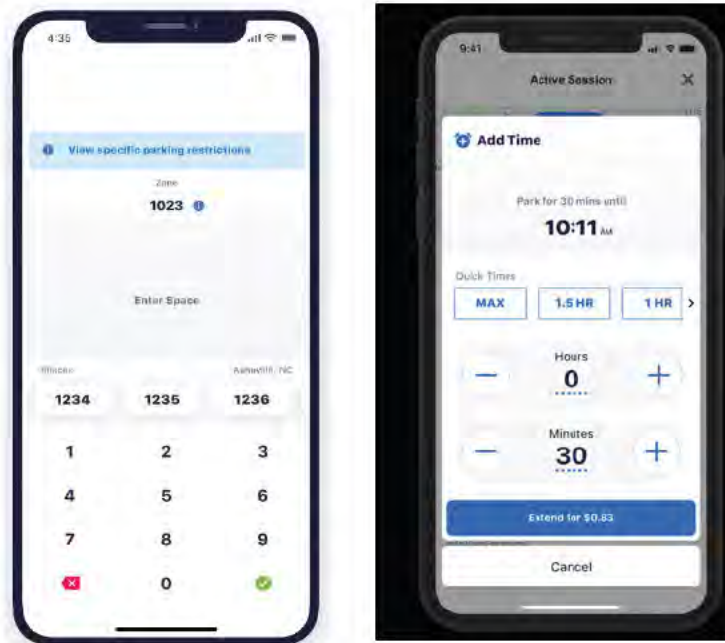 4:35
View specific parking restrictions
Zone
1023
Enter Space
Asheville, NC
1234 1235 1236
1 2 3
4 5 6
7 8 9
0
9:41
Active Session
Add Time
Park for 30 mins until
10:11 AM
Quick Times
MAX 1.5 HR 1 HR
Hours
0
Minutes
30
Extend for $0.83
Cancel